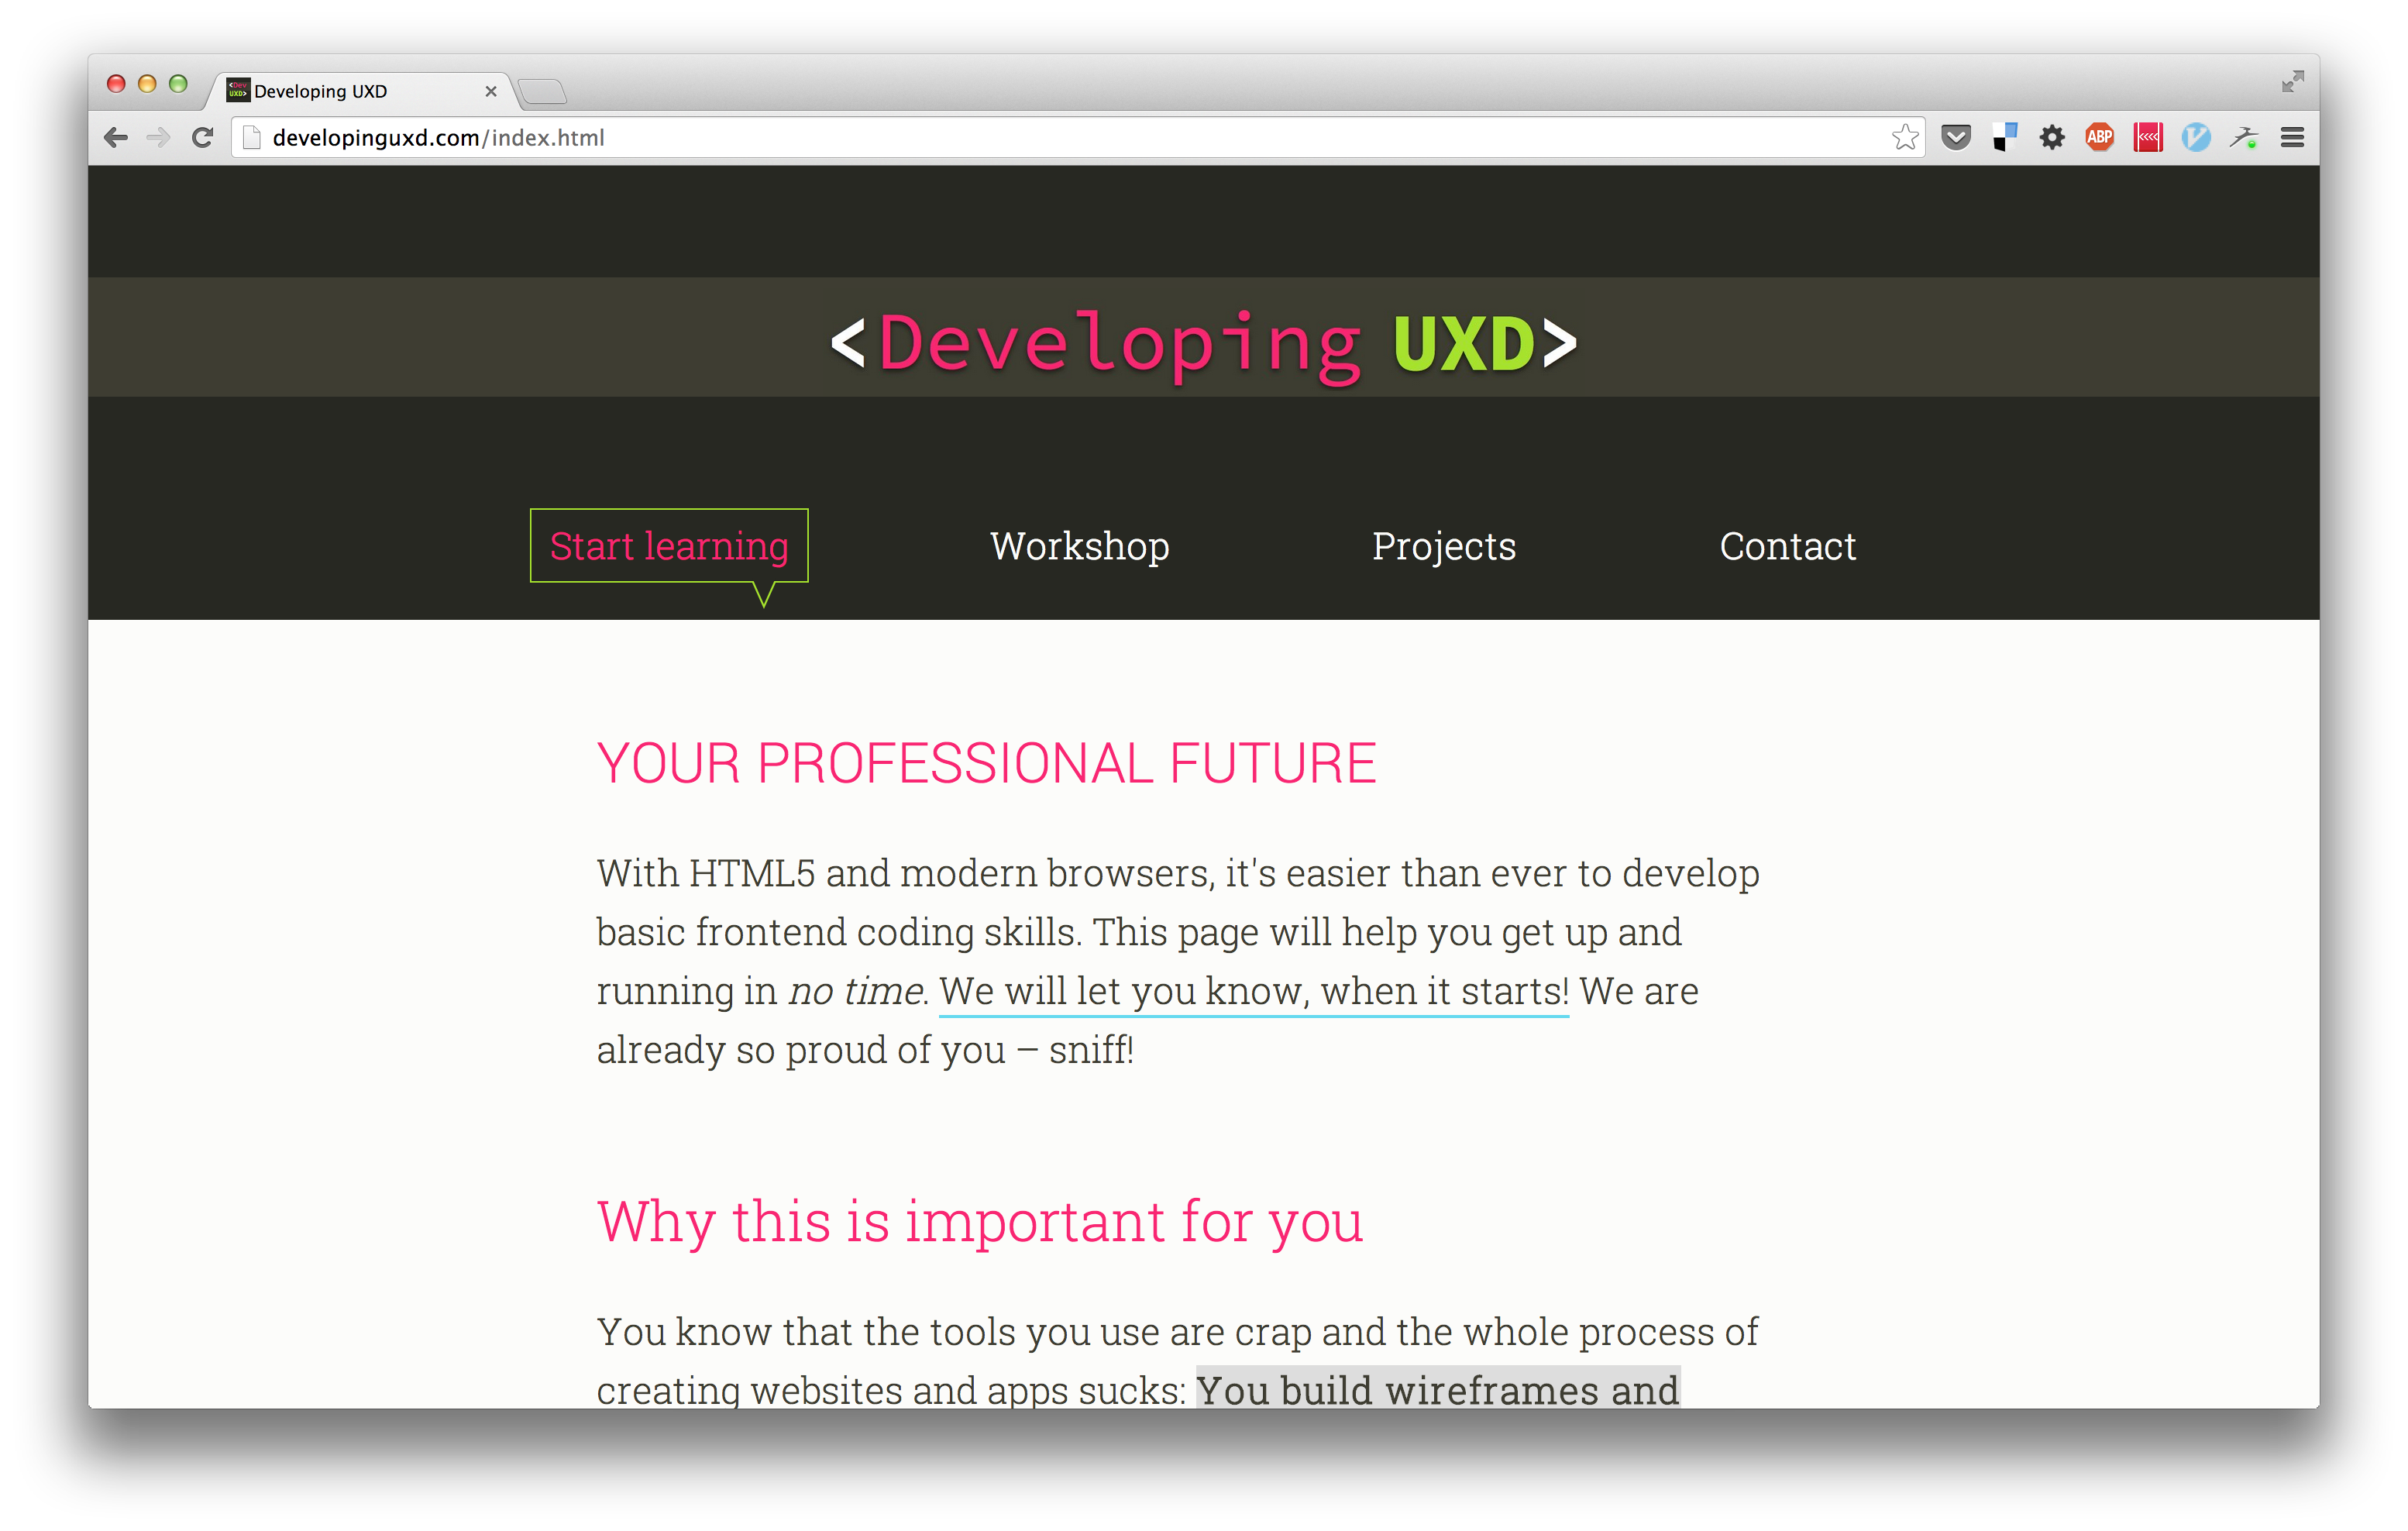 Developing UXD
developinguxd.com/index.html
ABP
<Developing UXD>
Start learning
Workshop
Projects
Contact
YOUR PROFESSIONAL FUTURE
With HTML5 and modern browsers, it's easier than ever to develop
basic frontend coding skills. This page will help you get up and
running in no time. We will let you know, when it starts! We are
already so proud of you – sniff!
Why this is important for you
You know that the tools you use are crap and the whole process of
creating websites and apps sucks: You build wireframes and